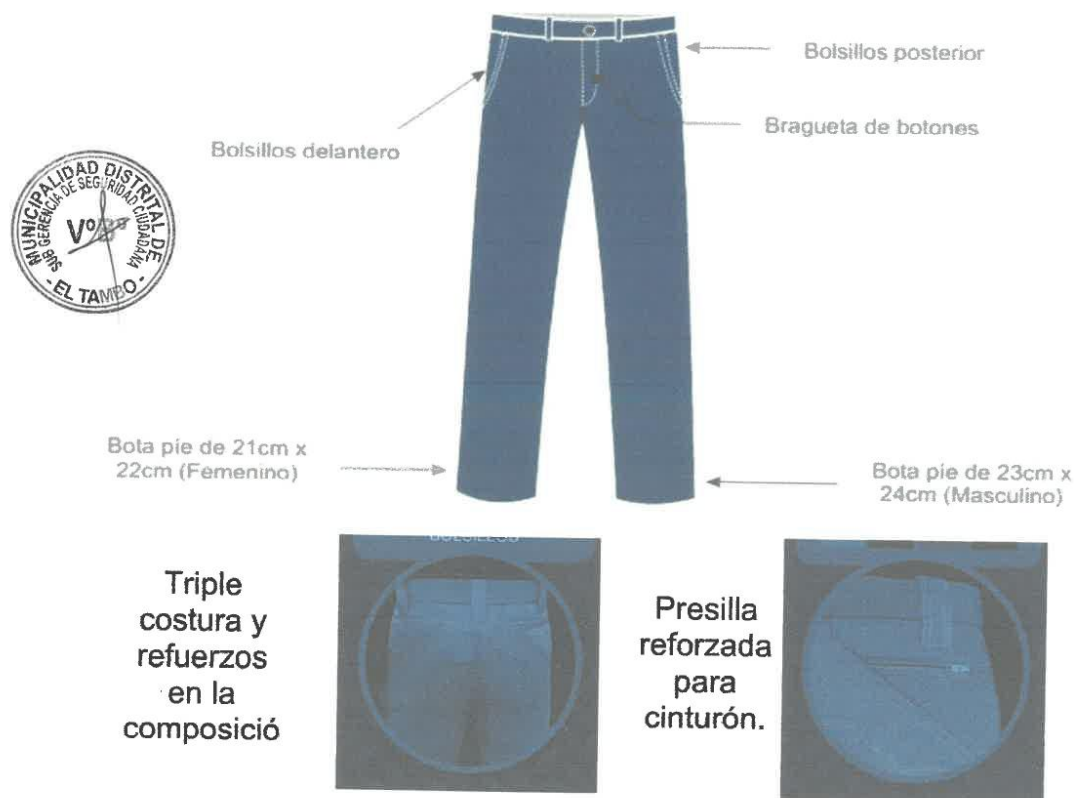 Bolsillos posterior
Bragueta de botones
Bolsillos delantero
MUNICIPALIDAD DISTRITAL DE
SUB GERENCIA DE SEGURIDAD CIUDADANA
VºBº
- EL TAMBO -
Bota pie de 21cm x
22cm (Femenino)
Bota pie de 23cm x
24cm (Masculino)
BOLSILLOS
Triple
costura y
refuerzos
en la
composició
Presilla
reforzada
para
cinturón.